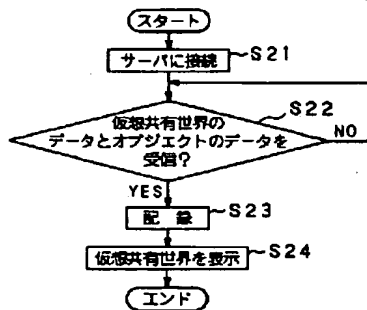 スタート
サーバに接続
S21
仮想共有世界の
データとオブジェクトのデータを
受信?
S22
NO
YES
記録
S23
仮想共有世界を表示
S24
エンド